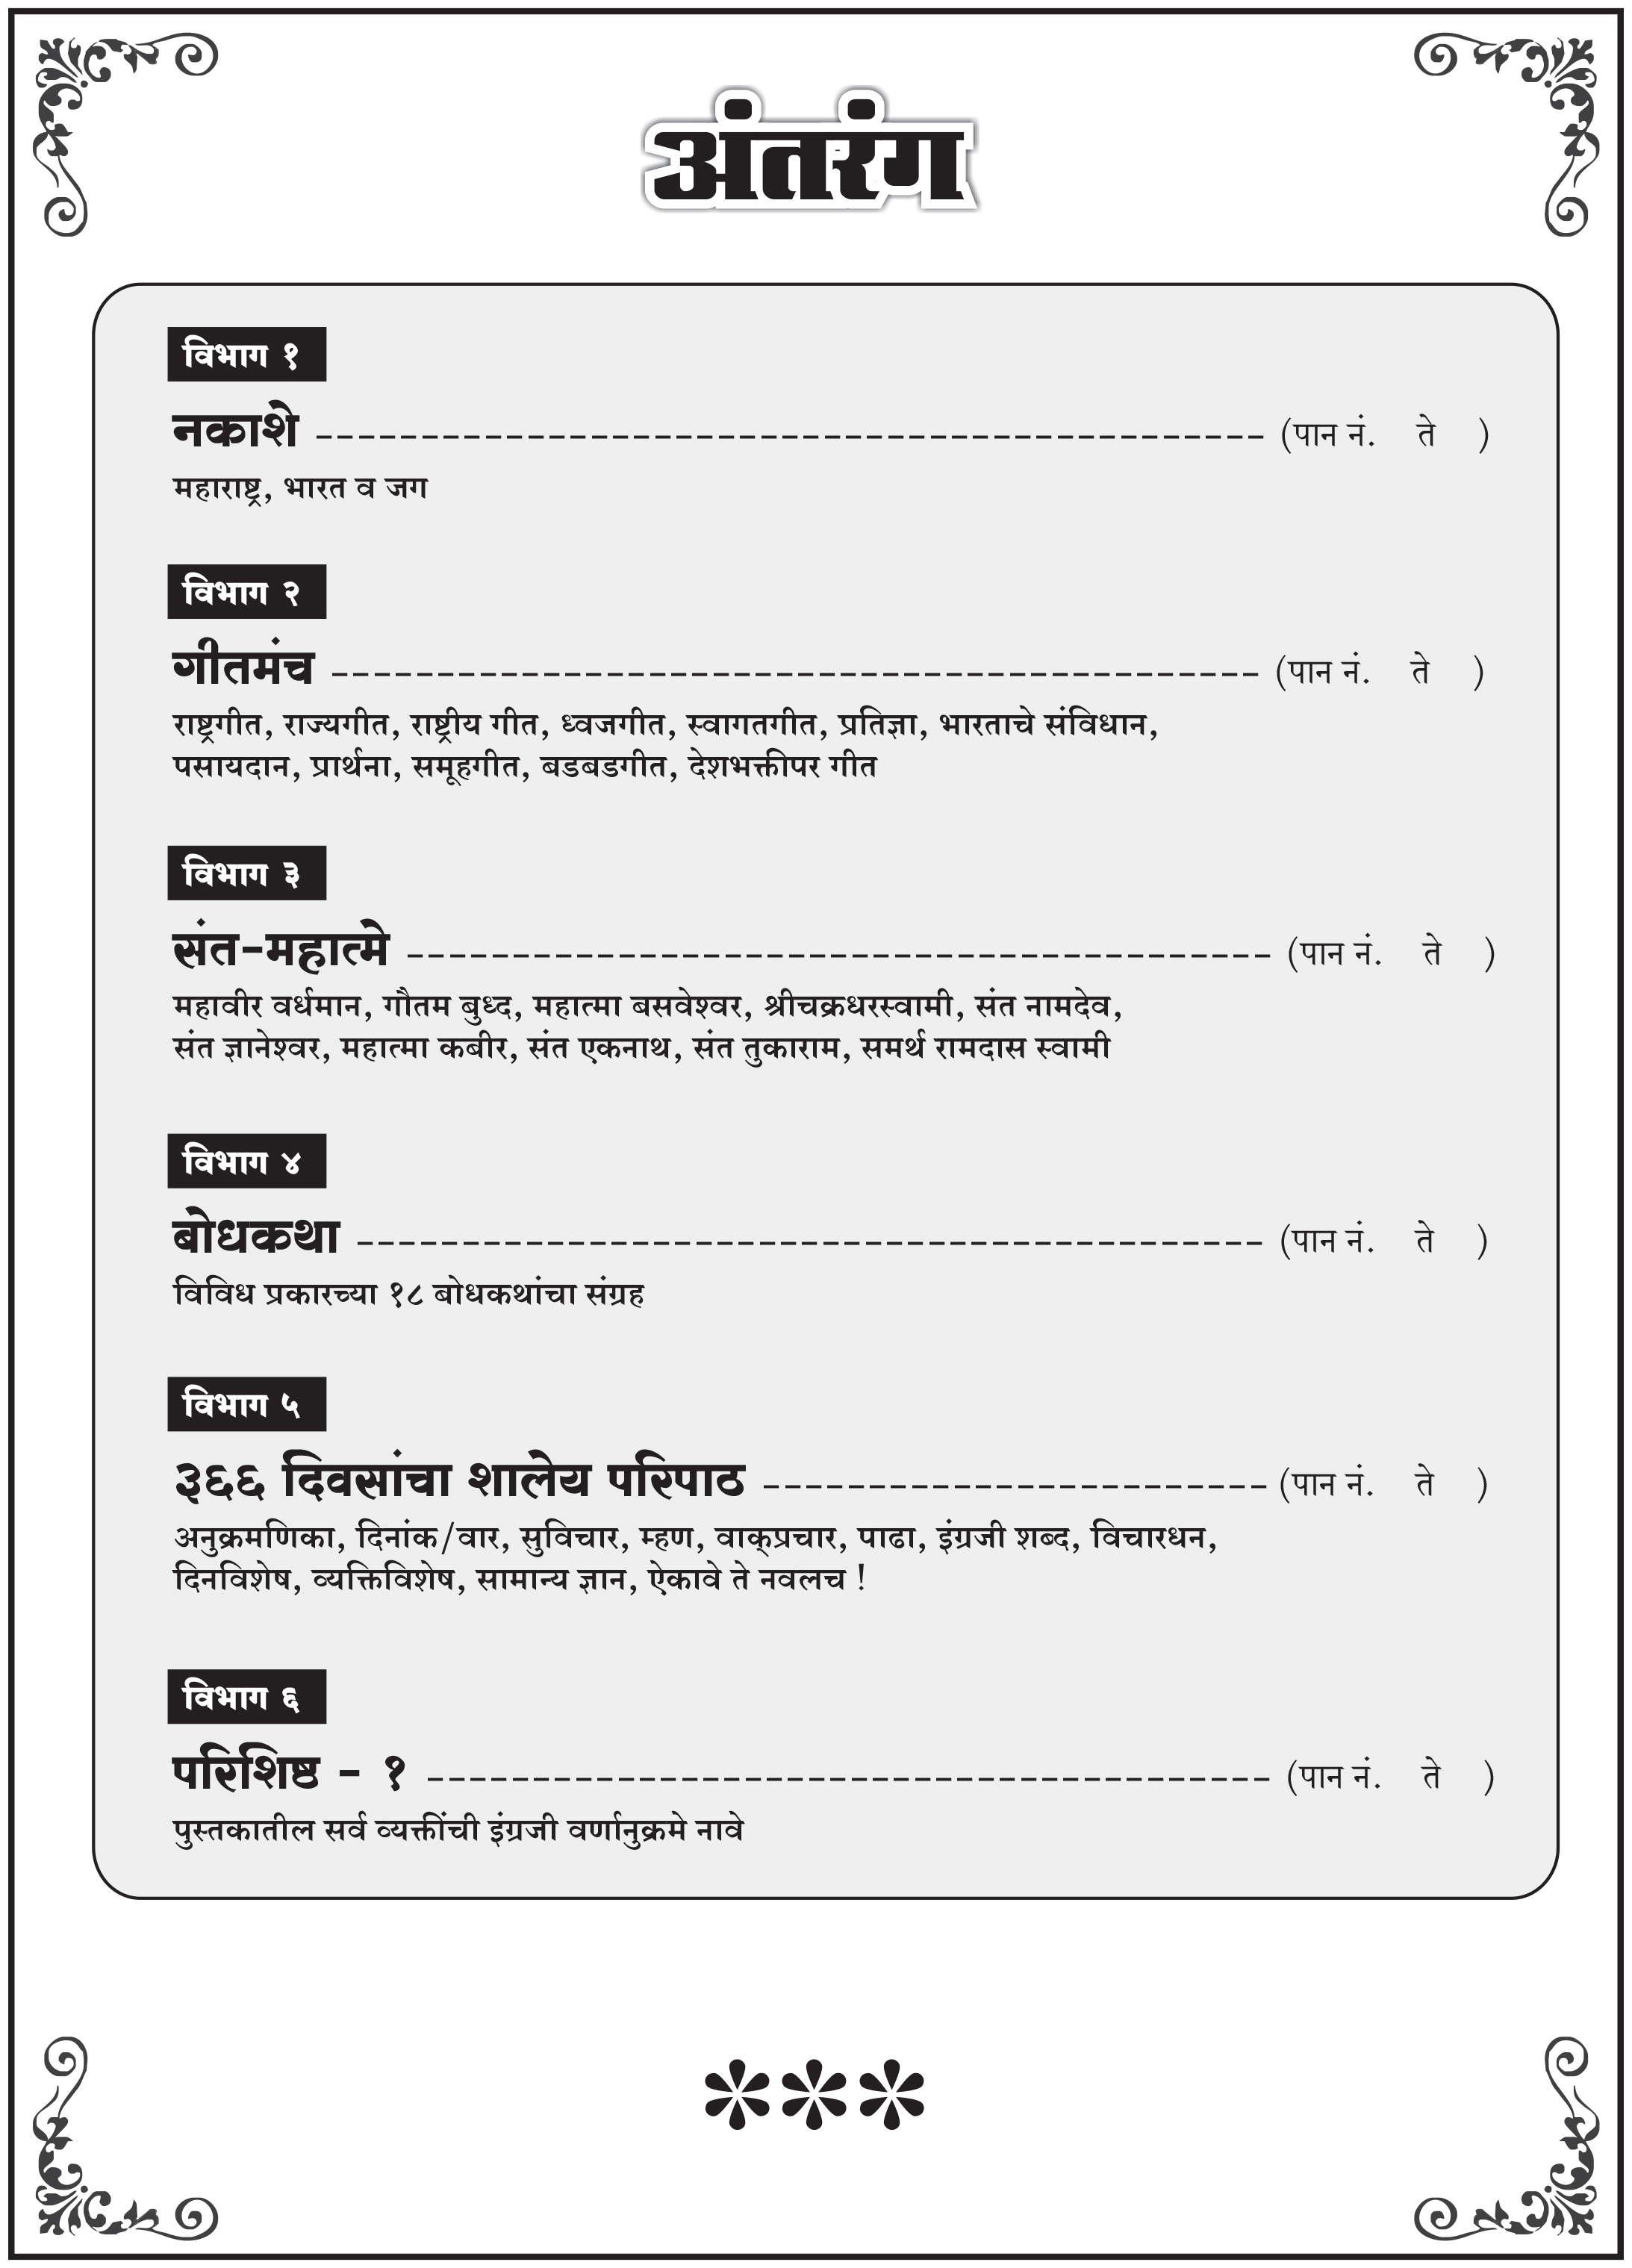 अंतरंग
विभाग १
नकाशे --------------------------------------------- (पान नं. ते )
महाराष्ट्र, भारत व जग
विभाग २
गीतमंच -------------------------------------------- (पान नं. ते )
राष्ट्रगीत, राज्यगीत, राष्ट्रीय गीत, ध्वजगीत, स्वागतगीत, प्रतिज्ञा, भारताचे संविधान,
पसायदान, प्रार्थना, समूहगीत, बडबडगीत, देशभक्तीपर गीत
विभाग ३
संत-महात्मे ----------------------------------------- (पान नं. ते )
महावीर वर्धमान, गौतम बुध्द, महात्मा बसवेश्वर, श्रीचक्रधरस्वामी, संत नामदेव,
संत ज्ञानेश्वर, महात्मा कबीर, संत एकनाथ, संत तुकाराम, समर्थ रामदास स्वामी
विभाग ४
बोधकथा ------------------------------------------- (पान नं. ते )
विविध प्रकारच्या १८ बोधकथांचा संग्रह
विभाग ५
३६६ दिवसांचा शालेय परिपाठ ------------------------ (पान नं. ते )
अनुक्रमणिका, दिनांक/वार, सुविचार, म्हण, वाक्‌प्रचार, पाढा, इंग्रजी शब्द, विचारधन,
दिनविशेष, व्यक्तिविशेष, सामान्य ज्ञान, ऐकावे ते नवलच !
विभाग ६
परिशिष्ठ - १ ---------------------------------------- (पान नं. ते )
पुस्तकातील सर्व व्यक्तींची इंग्रजी वर्णानुक्रमे नावे
***